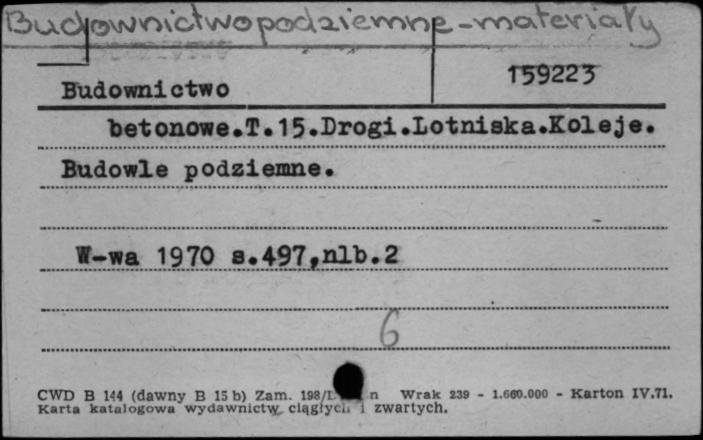 Budownictwo podziemne - materiały
159223
Budownictwo
betonowe.T.15.Drogi.Lotniska.Koleje.
Budowle podziemne.
W-wa 1970 s.497,nlb.2
6
CWD B 144 (dawny B 15 b) Zam. 198/ n Wrak 239 - 1.660.000 - Karton IV.71.
Karta katalogowa wydawnictw ciągłych i zwartych.